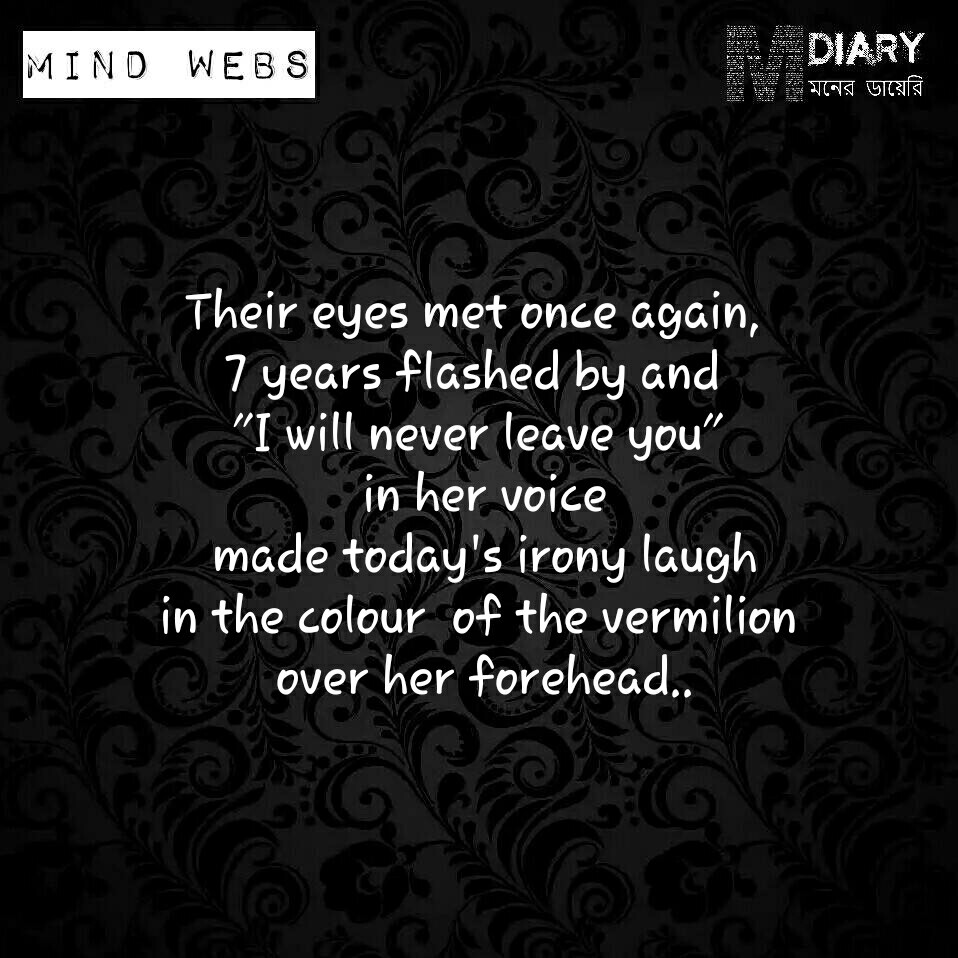 MIND WEBS
M DIARY
মনের ডায়েরি
Their eyes met once again,
7 years flashed by and
"I will never leave you"
in her voice
made today's irony laugh
in the colour of the vermilion
over her forehead..